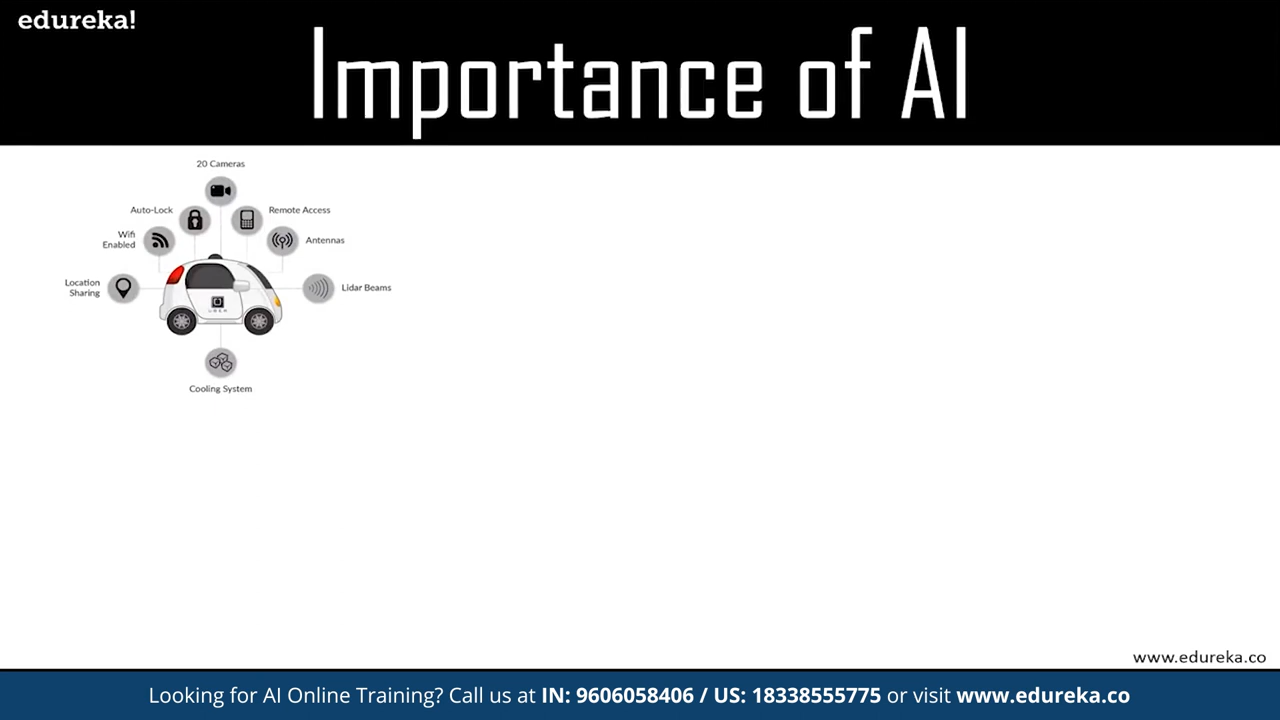 edureka!
Importance of AI
20 Cameras
Auto-Lock
Remote Access
Wifi
Enabled
Antennas
Location
Sharing
Lidar Beams
UBER
Cooling System
www.edureka.co
Looking for AI Online Training? Call us at IN: 9606058406 / US: 18338555775 or visit www.edureka.co